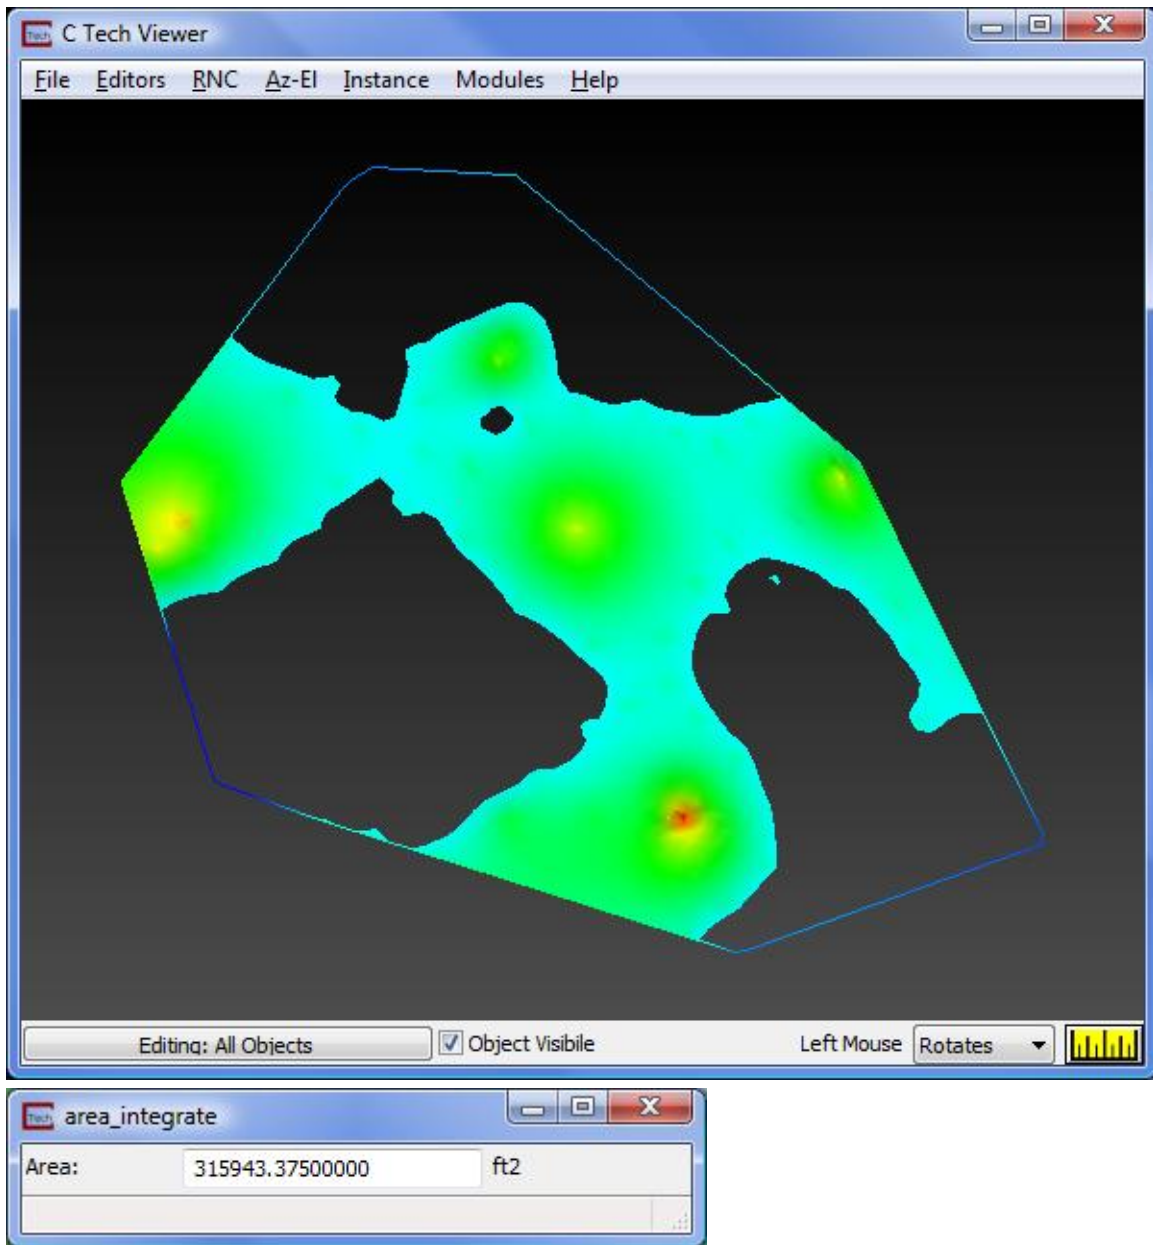 C Tech Viewer
File Editors RNC Az-El Instance Modules Help
Editing: All Objects Object Visibile Left Mouse Rotates
area_integrate
Area: 315943.37500000 ft2